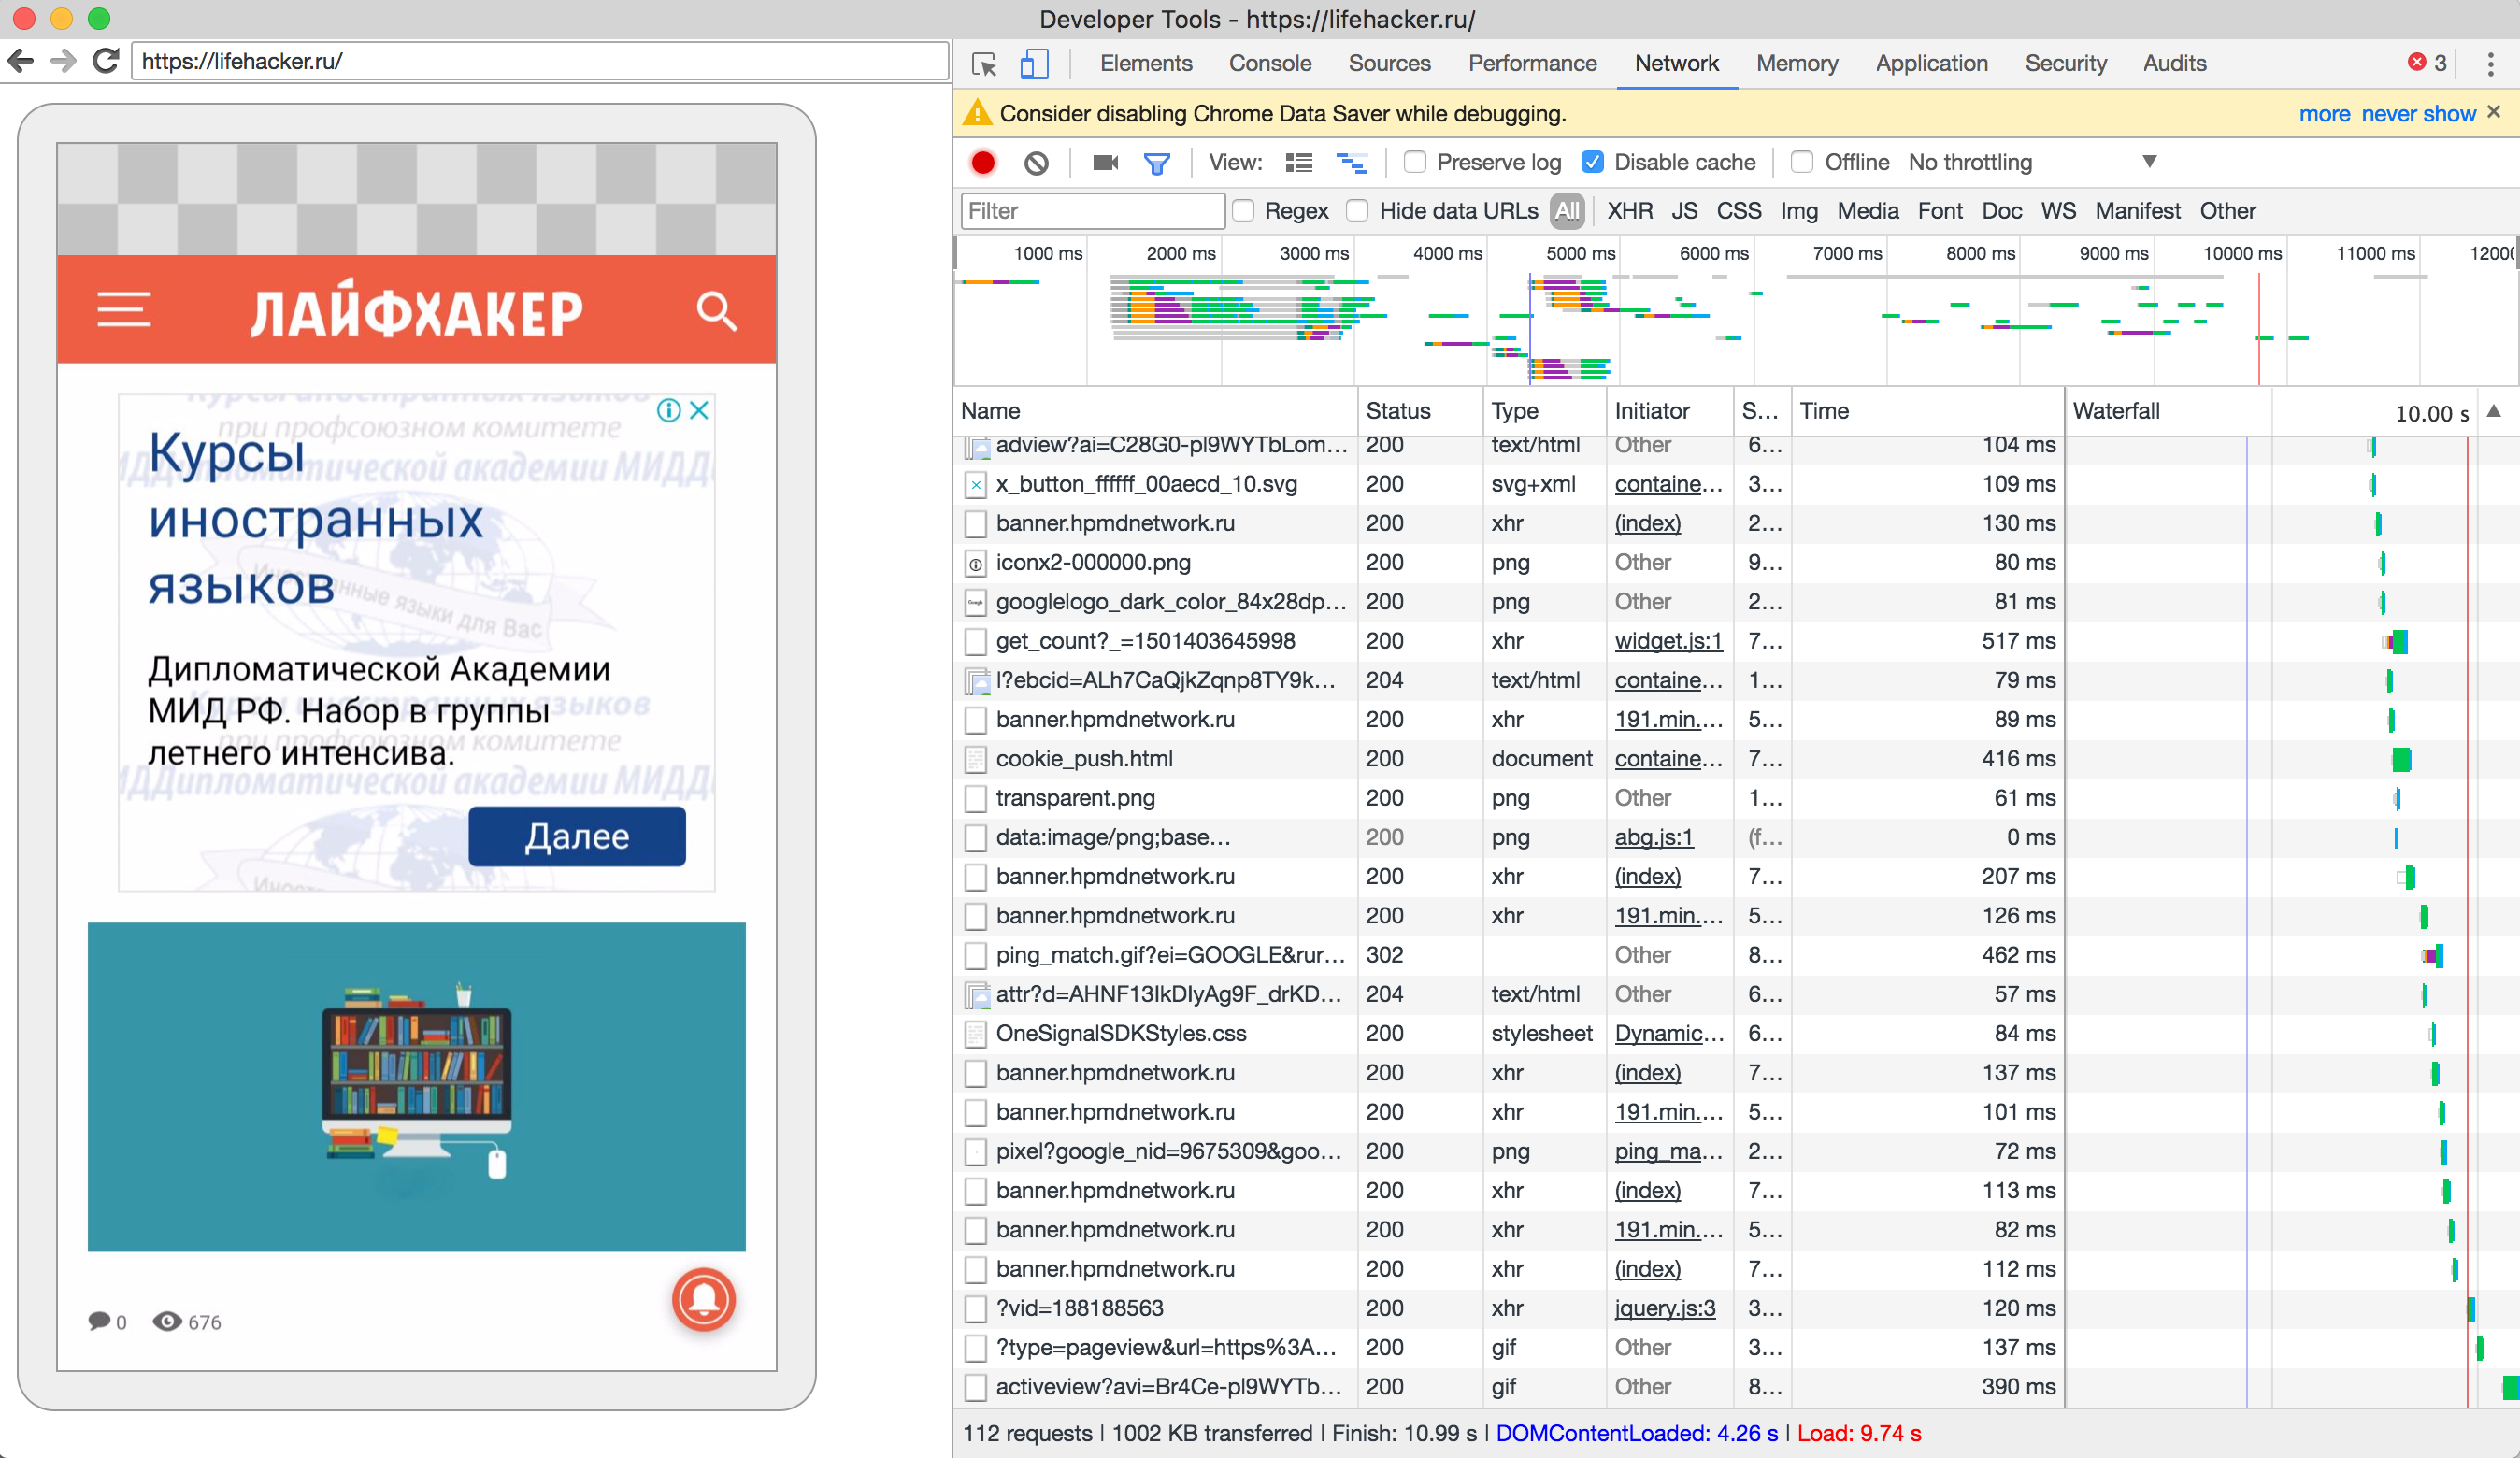 Developer Tools - https://lifehacker.ru/
https://lifehacker.ru/
ЛАЙФХАКЕР
Курсы
иностранных
языков
Дипломатической Академии
МИД РФ. Набор в группы
летнего интенсива.
при профсоюзном комитете
Далее
0 676
Elements Console Sources Performance Network Memory Application Security Audits 3
Consider disabling Chrome Data Saver while debugging. more never show
View: Preserve log Disable cache Offline No throttling
Filter Regex Hide data URLs All XHR JS CSS Img Media Font Doc WS Manifest Other
1000 ms 2000 ms 3000 ms 4000 ms 5000 ms 6000 ms 7000 ms 8000 ms 9000 ms 10000 ms 11000 ms
Name Status Type Initiator S... Time Waterfall 10.00 s
adview?ai=C28G0-pl9WYTbLom... 200 text/html Other 6... 104 ms
x_button_ffffff_00aecd_10.svg 200 svg+xml containe... 3... 109 ms
banner.hpmdnetwork.ru 200 xhr (index) 2... 130 ms
iconx2-000000.png 200 png Other 9... 80 ms
googlelogo_dark_color_84x28dp... 200 png Other 2... 81 ms
get_count?_=1501403645998 200 xhr widget.js:1 7... 517 ms
l?ebcid=ALh7CaQjkZqnp8TY9k... 204 text/html containe... 1... 79 ms
banner.hpmdnetwork.ru 200 xhr 191.min.... 5... 89 ms
cookie_push.html 200 document containe... 7... 416 ms
transparent.png 200 png Other 1... 61 ms
data:image/png;base... 200 png abg.js:1 (f... 0 ms
banner.hpmdnetwork.ru 200 xhr (index) 7... 207 ms
banner.hpmdnetwork.ru 200 xhr 191.min.... 5... 126 ms
ping_match.gif?ei=GOOGLE&rur... 302 Other 8... 462 ms
attr?d=AHNF13IkDIyAg9F_drKD... 204 text/html Other 6... 57 ms
OneSignalSDKStyles.css 200 stylesheet Dynamic... 6... 84 ms
banner.hpmdnetwork.ru 200 xhr (index) 7... 137 ms
banner.hpmdnetwork.ru 200 xhr 191.min.... 5... 101 ms
pixel?google_nid=9675309&goo... 200 png ping_ma... 2... 72 ms
banner.hpmdnetwork.ru 200 xhr (index) 7... 113 ms
banner.hpmdnetwork.ru 200 xhr 191.min.... 5... 82 ms
banner.hpmdnetwork.ru 200 xhr (index) 7... 112 ms
?vid=188188563 200 xhr jquery.js:3 3... 120 ms
?type=pageview&url=https%3A... 200 gif Other 3... 137 ms
activeview?avi=Br4Ce-pl9WYTb... 200 gif Other 8... 390 ms
112 requests | 1002 KB transferred | Finish: 10.99 s | DOMContentLoaded: 4.26 s | Load: 9.74 s